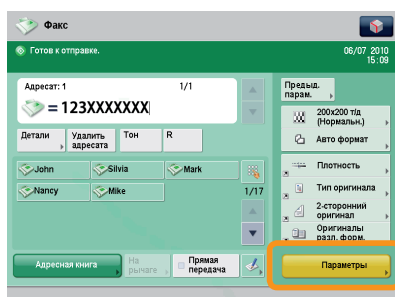 Факс
Готов к отправке.
06/07 2010
15:09
Адресат: 1
1/1
= 123XXXXXXX
Предыд.
парам.
200x200 т/д
(Нормальн.)
Авто формат
Детали
Удалить
адресата
Тон
R
John
Silvia
Mark
Nancy
Mike
1/17
Плотность
Тип оригинала
2-сторонний
оригинал
Оригиналы
разл. форм.
Адресная книга
На
рычаге
Прямая
передача
Параметры